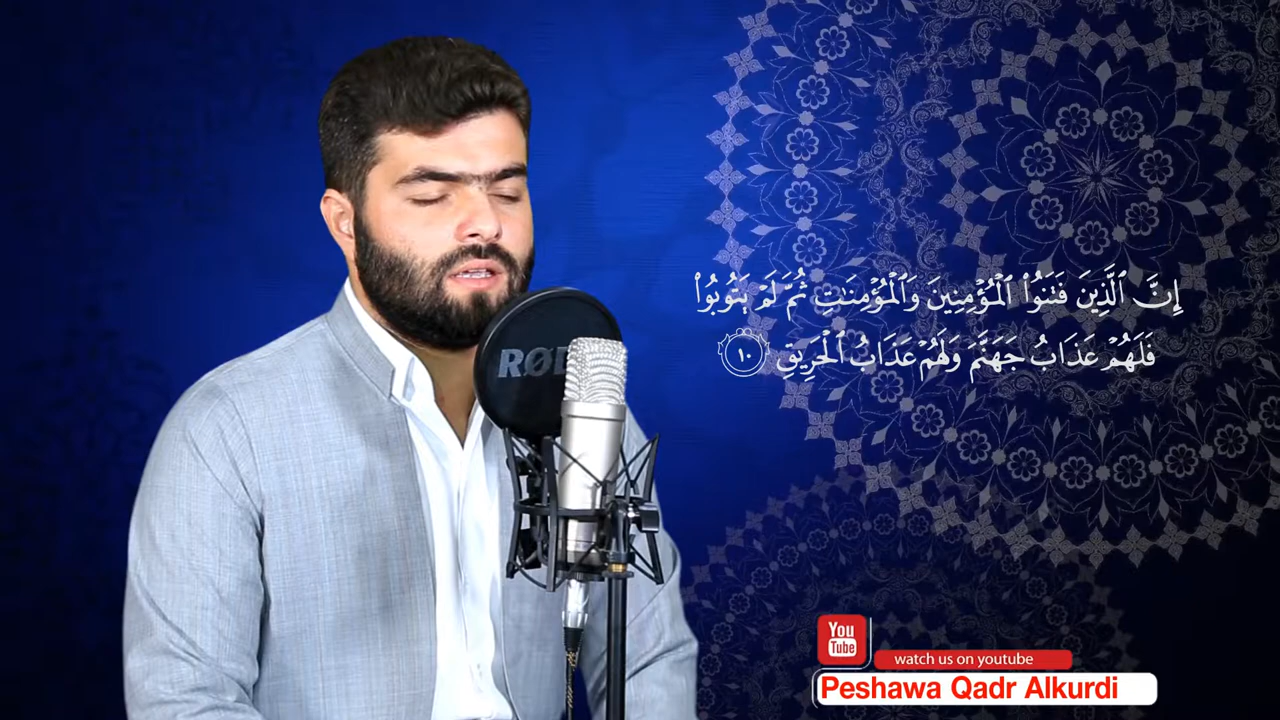 إِنَّ ٱلَّذِينَ فَتَنُوا۟ ٱلْمُؤْمِنِينَ وَٱلْمُؤْمِنَٰتِ ثُمَّ لَمْ يَتُوبُوا۟
فَلَهُمْ عَذَابُ جَهَنَّمَ وَلَهُمْ عَذَابُ ٱلْحَرِيقِ ١٠
RØD
You
Tube
watch us on youtube
Peshawa Qadr Alkurdi